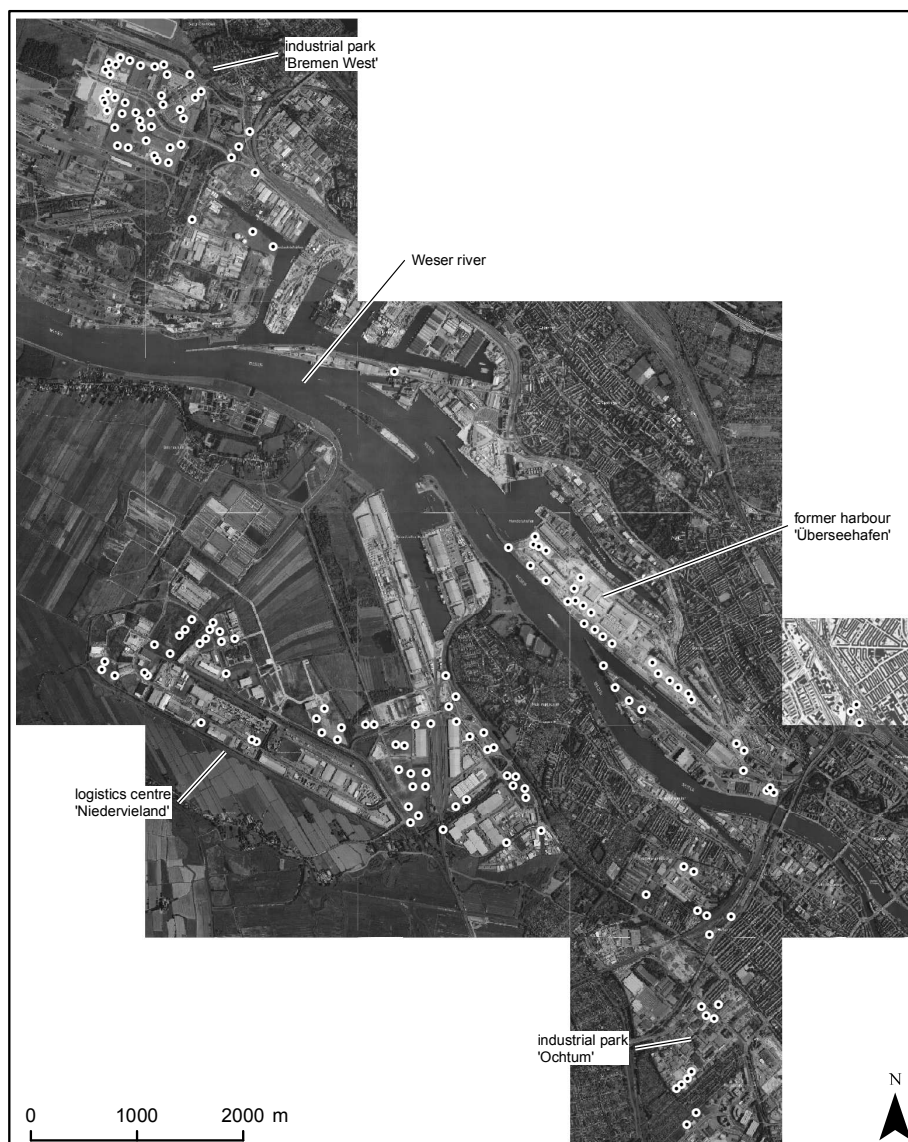 industrial park
'Bremen West'
Weser river
former harbour
'Überseehafen'
logistics centre
'Niedervieland'
industrial park
'Ochtum'
N
0 1000 2000 m